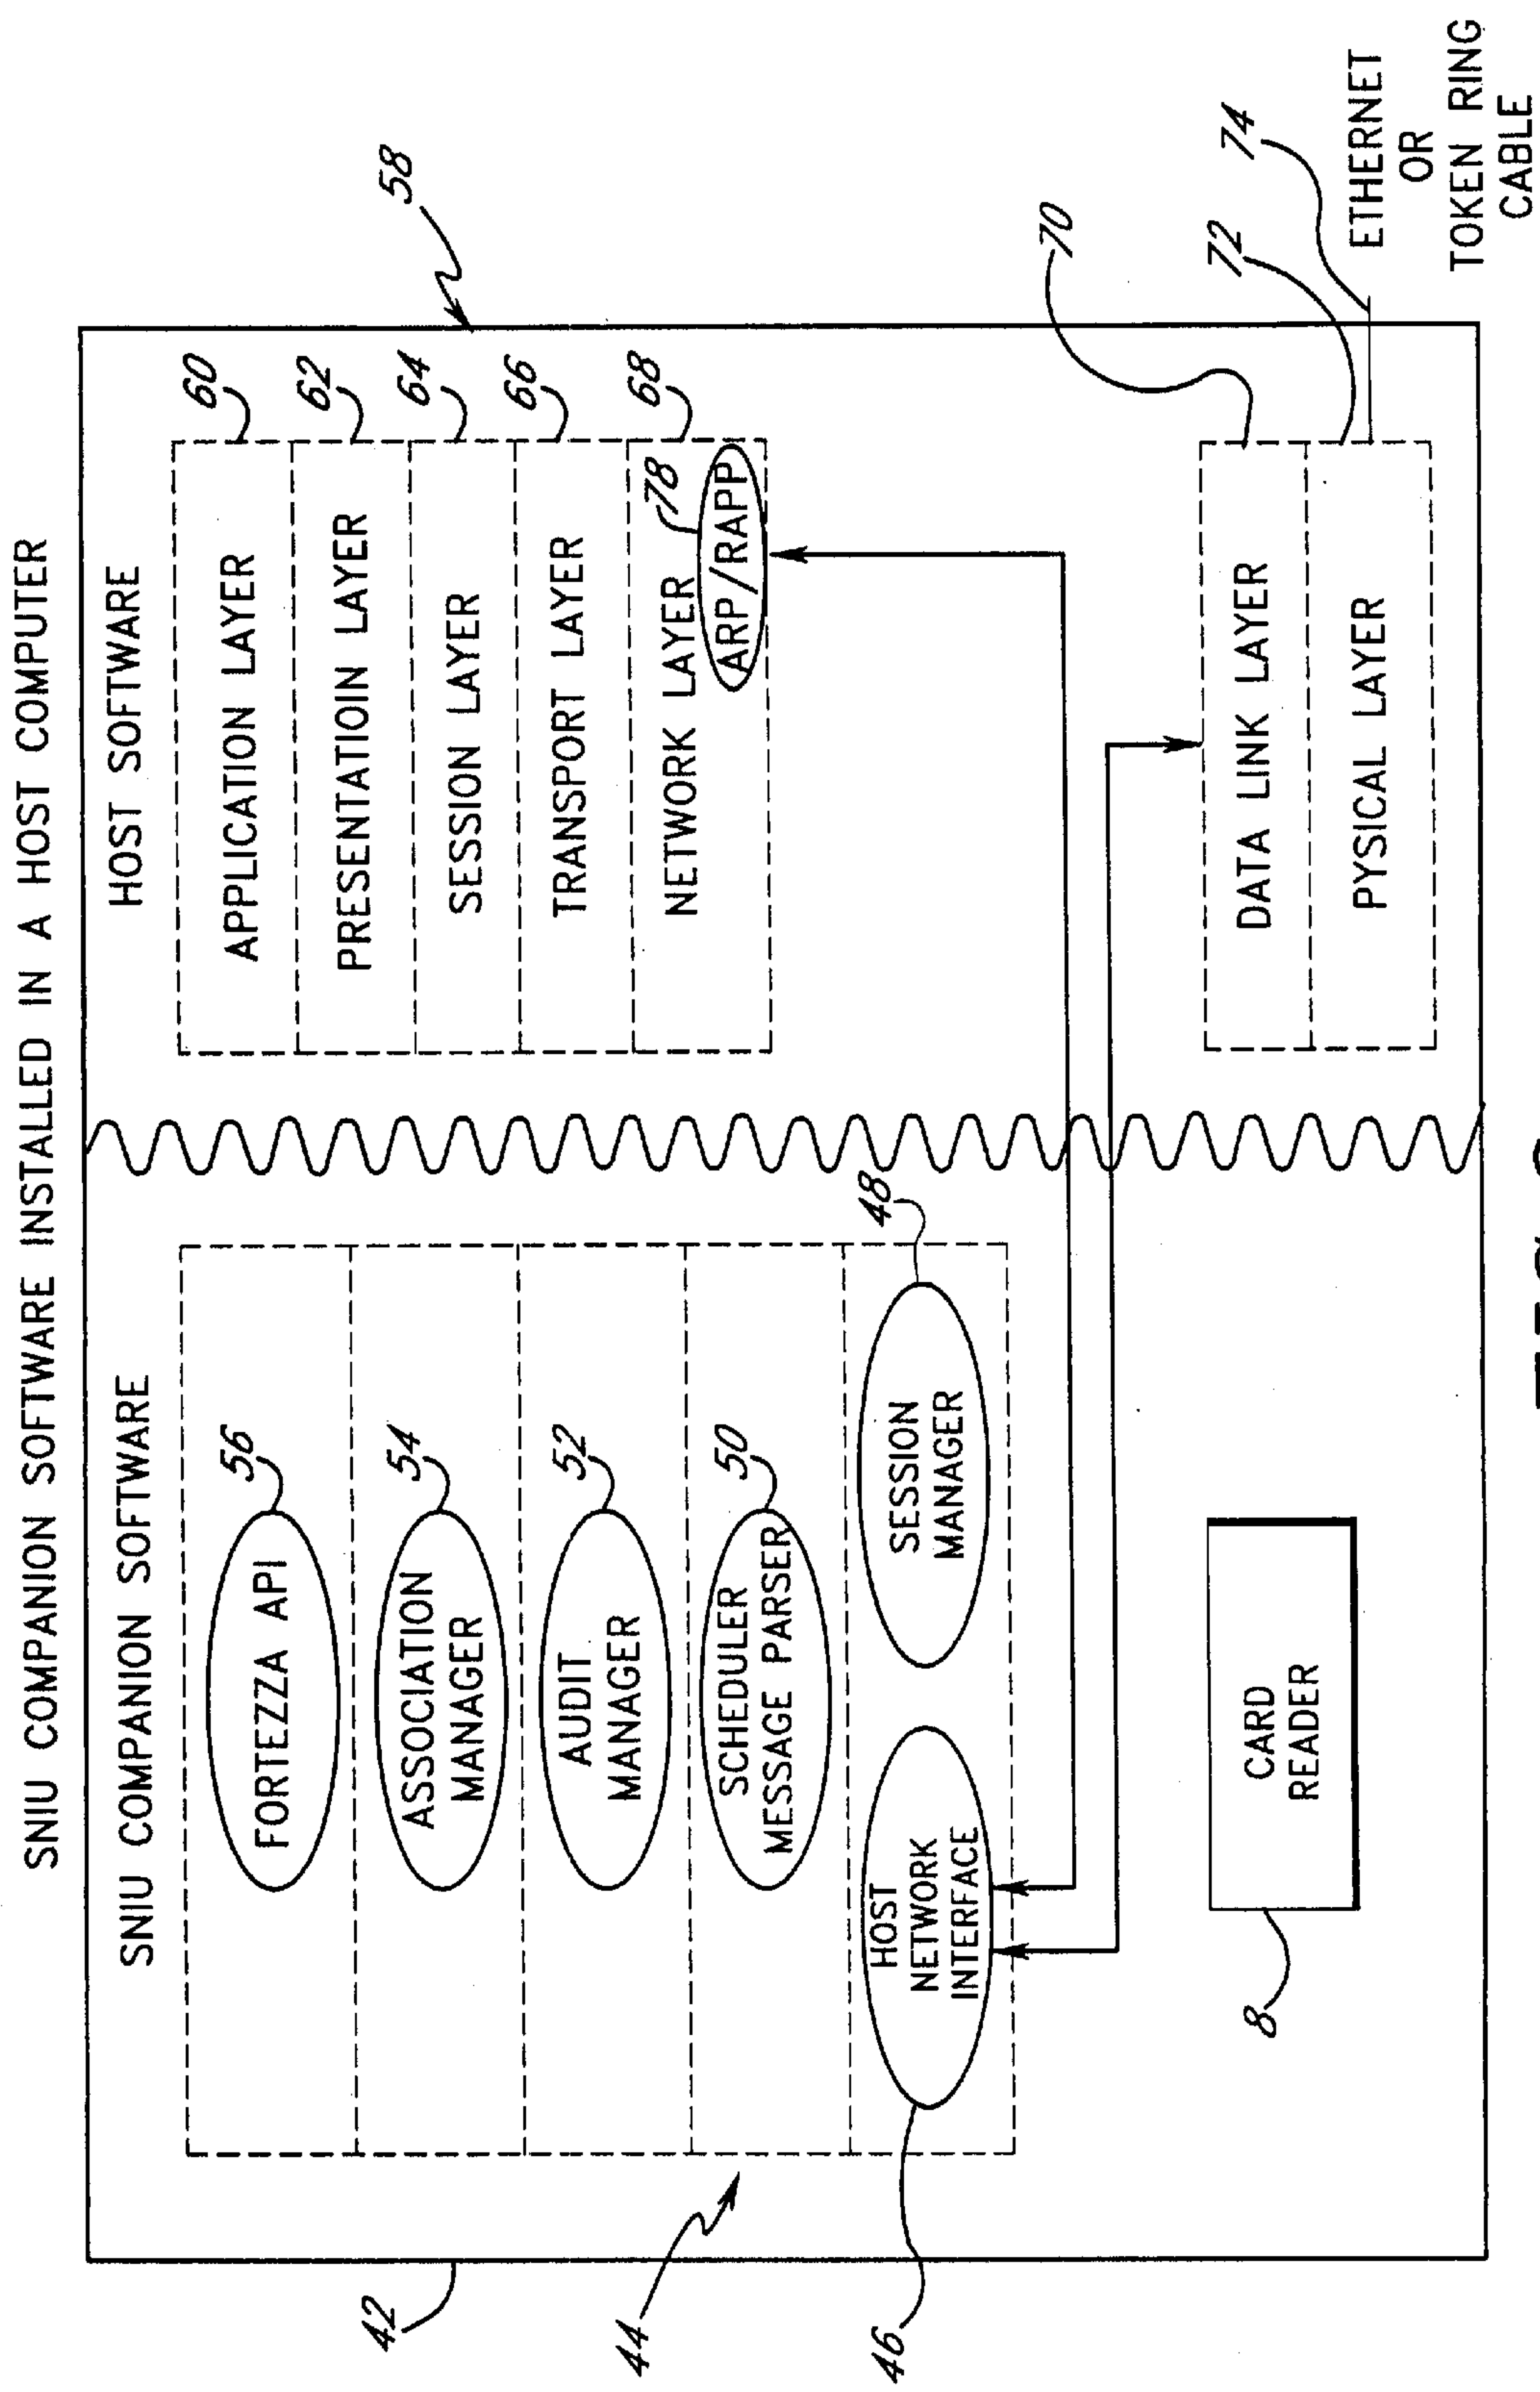 SNIU COMPANION SOFTWARE INSTALLED IN A HOST COMPUTER
SNIU COMPANION SOFTWARE
FORTEZZA API
56
ASSOCIATION
MANAGER
54
AUDIT
MANAGER
52
SCHEDULER
MESSAGE PARSER
50
HOST
NETWORK
INTERFACE
SESSION
MANAGER
48
CARD
READER
8
42
44
46
HOST SOFTWARE
APPLICATION LAYER
60
PRESENTATIOIN LAYER
62
SESSION LAYER
64
TRANSPORT LAYER
66
NETWORK LAYER
68
78
ARP/RAPP
58
DATA LINK LAYER
70
PYSICAL LAYER
72
74
ETHERNET
OR
TOKEN RING
CABLE